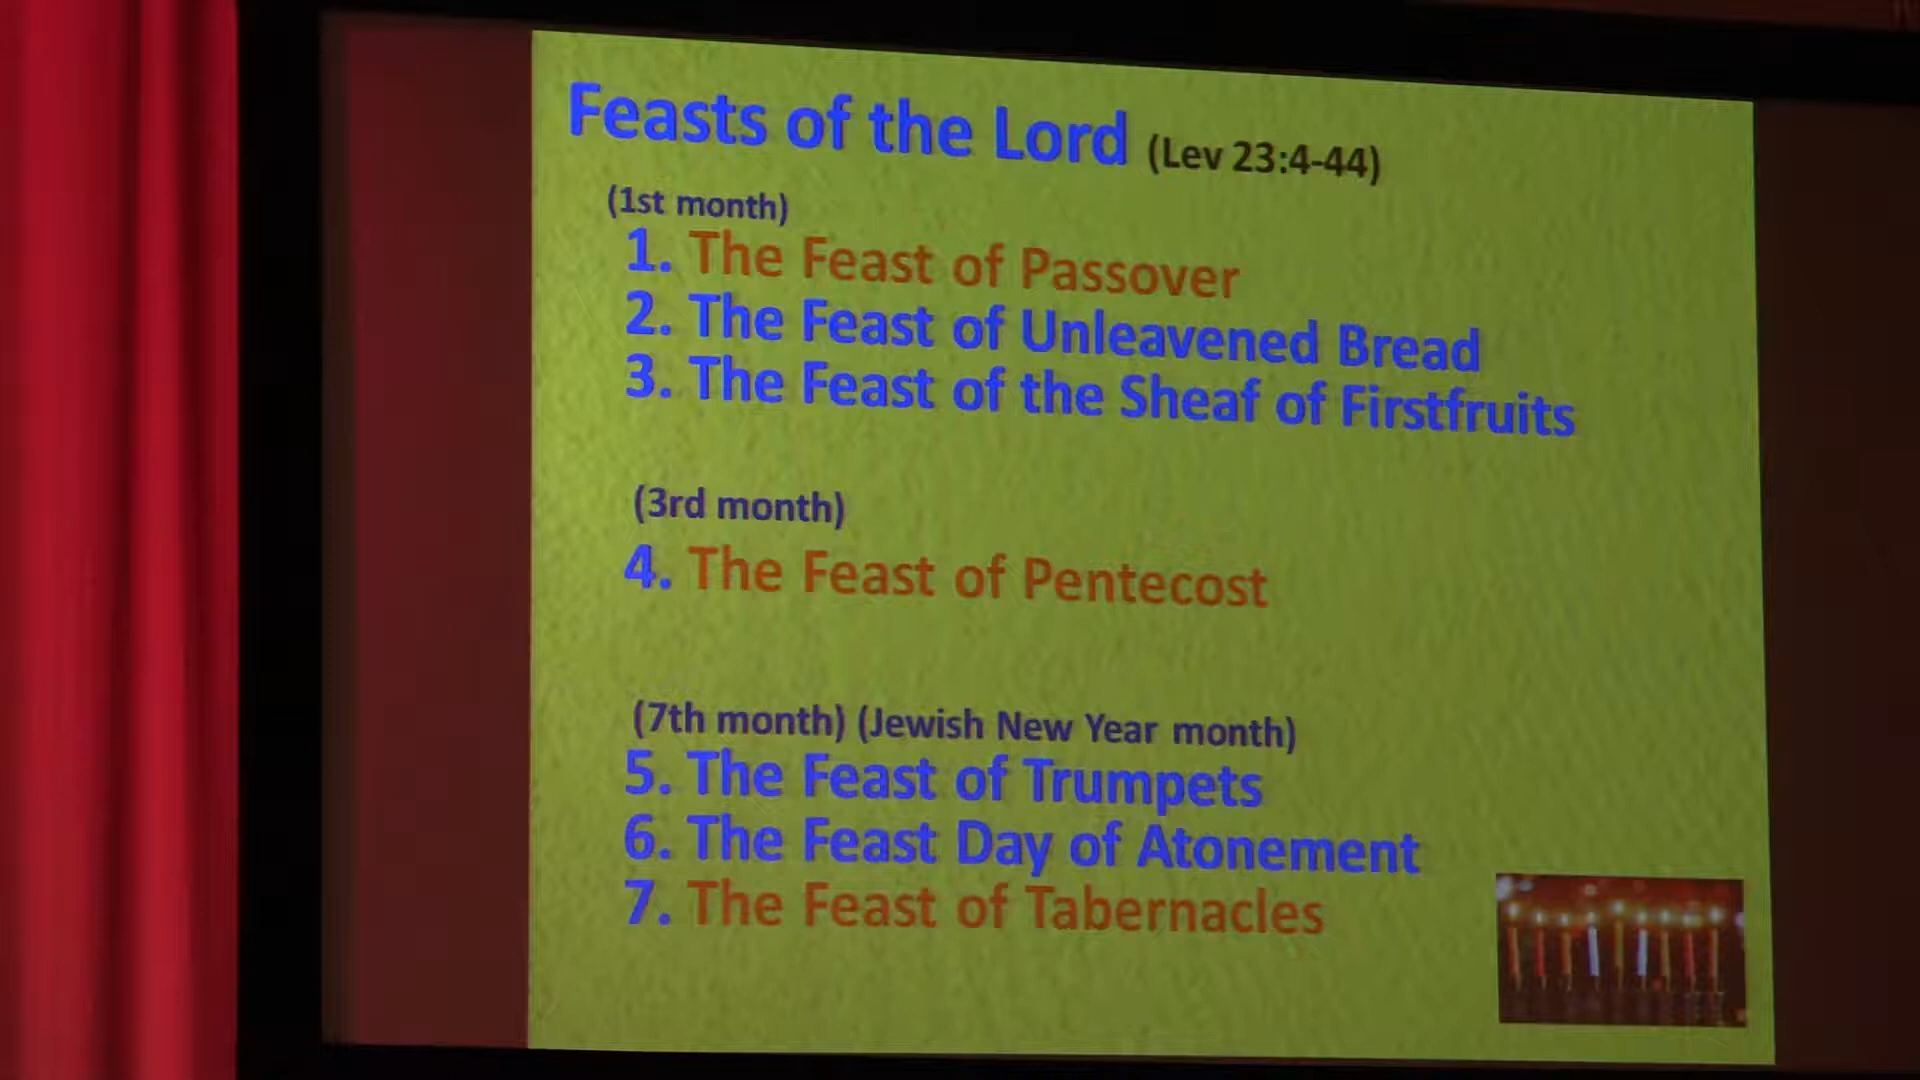 Feasts of the Lord (Lev 23:4-44)
(1st month)
1. The Feast of Passover
2. The Feast of Unleavened Bread
3. The Feast of the Sheaf of Firstfruits
(3rd month)
4. The Feast of Pentecost
(7th month) (Jewish New Year month)
5. The Feast of Trumpets
6. The Feast Day of Atonement
7. The Feast of Tabernacles